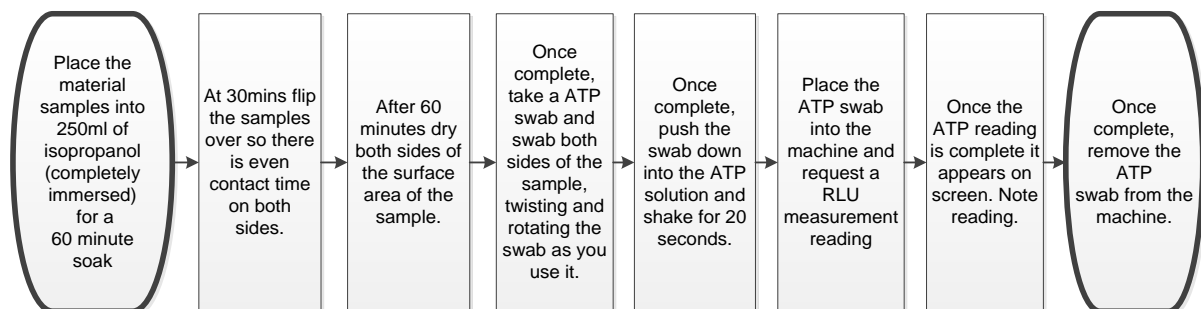 Place the
material
samples into
250ml of
isopropanol
(completely
immersed)
for a
60 minute
soak
At 30mins flip
the samples
over so there
is even
contact time
on both
sides.
After 60
minutes dry
both sides of
the surface
area of the
sample.
Once
complete,
take a ATP
swab and
swab both
sides of the
sample,
twisting and
rotating the
swab as you
use it.
Once
complete,
push the
swab down
into the ATP
solution and
shake for 20
seconds.
Place the
ATP swab
into the
machine and
request a
RLU
measurement
reading
Once the
ATP reading
is complete it
appears on
screen. Note
reading.
Once
complete,
remove the
ATP
swab from the
machine.